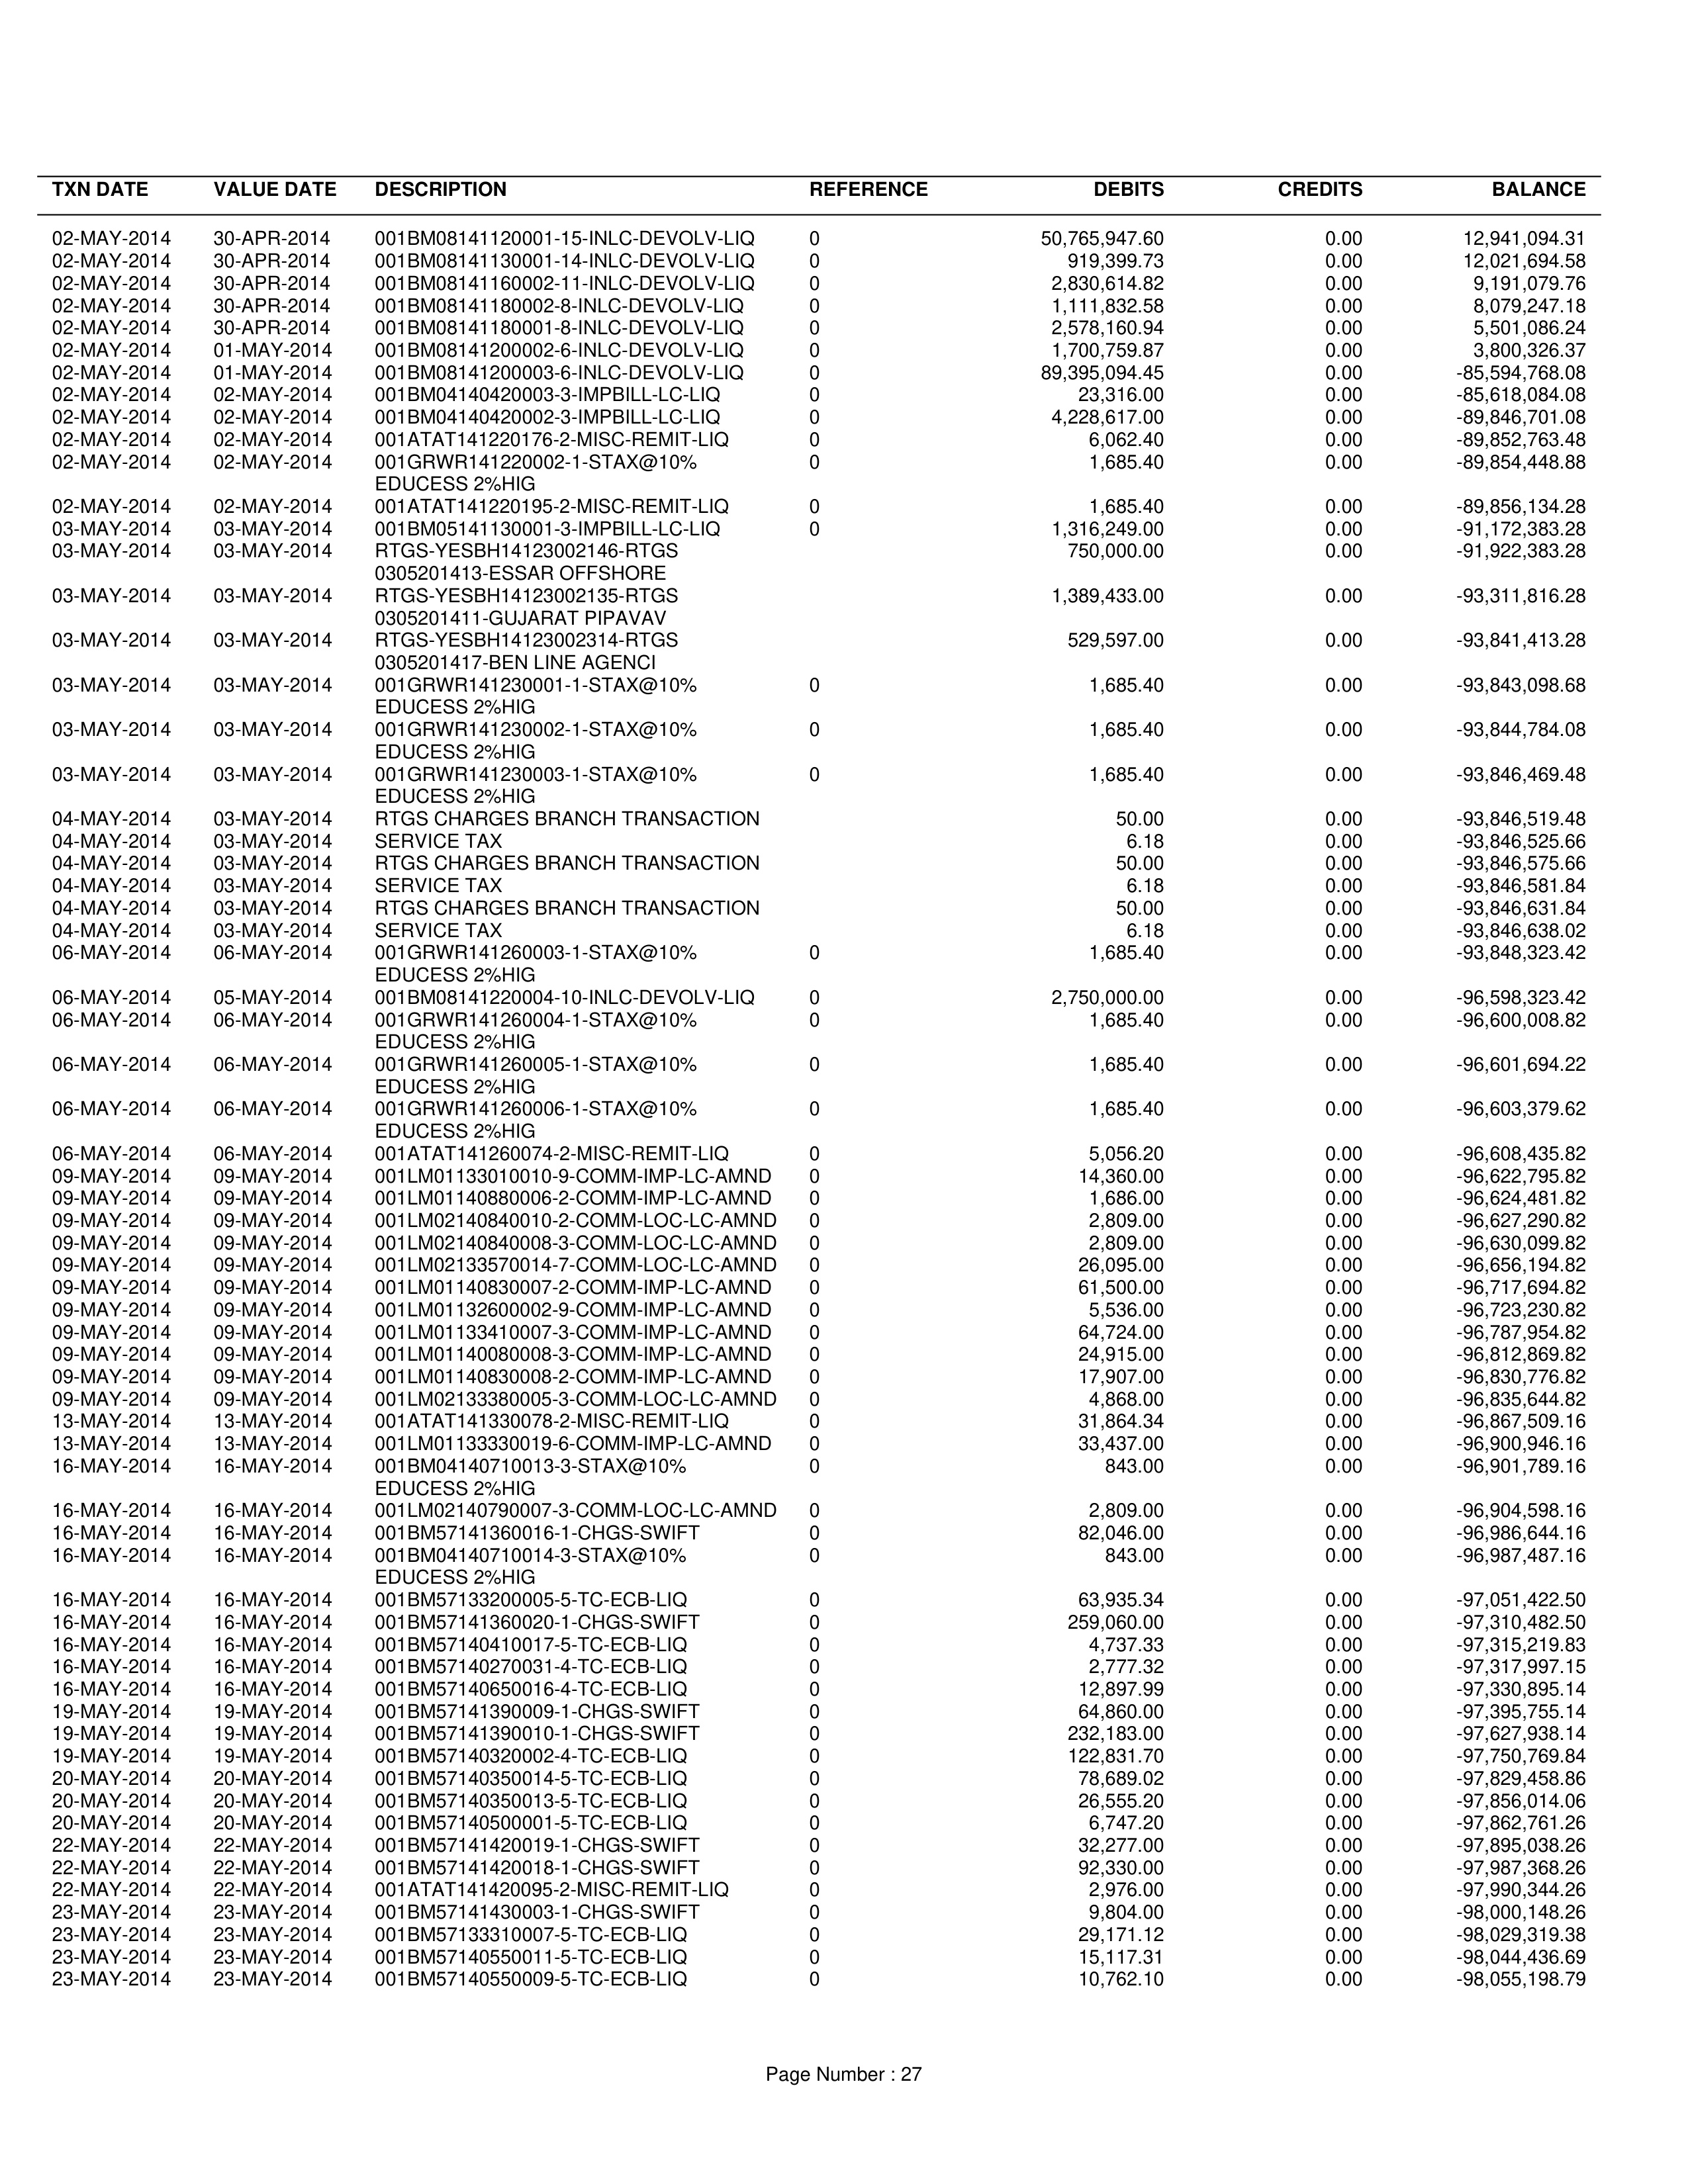 TXN DATE VALUE DATE DESCRIPTION REFERENCE DEBITS CREDITS BALANCE
02-MAY-2014 30-APR-2014 001BM08141120001-15-INLC-DEVOLV-LIQ 0 50,765,947.60 0.00 12,941,094.31
02-MAY-2014 30-APR-2014 001BM08141130001-14-INLC-DEVOLV-LIQ 0 919,399.73 0.00 12,021,694.58
02-MAY-2014 30-APR-2014 001BM08141160002-11-INLC-DEVOLV-LIQ 0 2,830,614.82 0.00 9,191,079.76
02-MAY-2014 30-APR-2014 001BM08141180002-8-INLC-DEVOLV-LIQ 0 1,111,832.58 0.00 8,079,247.18
02-MAY-2014 30-APR-2014 001BM08141180001-8-INLC-DEVOLV-LIQ 0 2,578,160.94 0.00 5,501,086.24
02-MAY-2014 01-MAY-2014 001BM08141200002-6-INLC-DEVOLV-LIQ 0 1,700,759.87 0.00 3,800,326.37
02-MAY-2014 01-MAY-2014 001BM08141200003-6-INLC-DEVOLV-LIQ 0 89,395,094.45 0.00 -85,594,768.08
02-MAY-2014 02-MAY-2014 001BM04140420003-3-IMPBILL-LC-LIQ 0 23,316.00 0.00 -85,618,084.08
02-MAY-2014 02-MAY-2014 001BM04140420002-3-IMPBILL-LC-LIQ 0 4,228,617.00 0.00 -89,846,701.08
02-MAY-2014 02-MAY-2014 001ATAT141220176-2-MISC-REMIT-LIQ 0 6,062.40 0.00 -89,852,763.48
02-MAY-2014 02-MAY-2014 001GRWR141220002-1-STAX@10% 0 1,685.40 0.00 -89,854,448.88
EDUCESS 2%HIG
02-MAY-2014 02-MAY-2014 001ATAT141220195-2-MISC-REMIT-LIQ 0 1,685.40 0.00 -89,856,134.28
03-MAY-2014 03-MAY-2014 001BM05141130001-3-IMPBILL-LC-LIQ 0 1,316,249.00 0.00 -91,172,383.28
03-MAY-2014 03-MAY-2014 RTGS-YESBH14123002146-RTGS 750,000.00 0.00 -91,922,383.28
0305201413-ESSAR OFFSHORE
03-MAY-2014 03-MAY-2014 RTGS-YESBH14123002135-RTGS 1,389,433.00 0.00 -93,311,816.28
0305201411-GUJARAT PIPAVAV
03-MAY-2014 03-MAY-2014 RTGS-YESBH14123002314-RTGS 529,597.00 0.00 -93,841,413.28
0305201417-BEN LINE AGENCI
03-MAY-2014 03-MAY-2014 001GRWR141230001-1-STAX@10% 0 1,685.40 0.00 -93,843,098.68
EDUCESS 2%HIG
03-MAY-2014 03-MAY-2014 001GRWR141230002-1-STAX@10% 0 1,685.40 0.00 -93,844,784.08
EDUCESS 2%HIG
03-MAY-2014 03-MAY-2014 001GRWR141230003-1-STAX@10% 0 1,685.40 0.00 -93,846,469.48
EDUCESS 2%HIG
04-MAY-2014 03-MAY-2014 RTGS CHARGES BRANCH TRANSACTION 50.00 0.00 -93,846,519.48
04-MAY-2014 03-MAY-2014 SERVICE TAX 6.18 0.00 -93,846,525.66
04-MAY-2014 03-MAY-2014 RTGS CHARGES BRANCH TRANSACTION 50.00 0.00 -93,846,575.66
04-MAY-2014 03-MAY-2014 SERVICE TAX 6.18 0.00 -93,846,581.84
04-MAY-2014 03-MAY-2014 RTGS CHARGES BRANCH TRANSACTION 50.00 0.00 -93,846,631.84
04-MAY-2014 03-MAY-2014 SERVICE TAX 6.18 0.00 -93,846,638.02
06-MAY-2014 06-MAY-2014 001GRWR141260003-1-STAX@10% 0 1,685.40 0.00 -93,848,323.42
EDUCESS 2%HIG
06-MAY-2014 05-MAY-2014 001BM08141220004-10-INLC-DEVOLV-LIQ 0 2,750,000.00 0.00 -96,598,323.42
06-MAY-2014 06-MAY-2014 001GRWR141260004-1-STAX@10% 0 1,685.40 0.00 -96,600,008.82
EDUCESS 2%HIG
06-MAY-2014 06-MAY-2014 001GRWR141260005-1-STAX@10% 0 1,685.40 0.00 -96,601,694.22
EDUCESS 2%HIG
06-MAY-2014 06-MAY-2014 001GRWR141260006-1-STAX@10% 0 1,685.40 0.00 -96,603,379.62
EDUCESS 2%HIG
06-MAY-2014 06-MAY-2014 001ATAT141260074-2-MISC-REMIT-LIQ 0 5,056.20 0.00 -96,608,435.82
09-MAY-2014 09-MAY-2014 001LM01133010010-9-COMM-IMP-LC-AMND 0 14,360.00 0.00 -96,622,795.82
09-MAY-2014 09-MAY-2014 001LM01140880006-2-COMM-IMP-LC-AMND 0 1,686.00 0.00 -96,624,481.82
09-MAY-2014 09-MAY-2014 001LM02140840010-2-COMM-LOC-LC-AMND 0 2,809.00 0.00 -96,627,290.82
09-MAY-2014 09-MAY-2014 001LM02140840008-3-COMM-LOC-LC-AMND 0 2,809.00 0.00 -96,630,099.82
09-MAY-2014 09-MAY-2014 001LM02133570014-7-COMM-LOC-LC-AMND 0 26,095.00 0.00 -96,656,194.82
09-MAY-2014 09-MAY-2014 001LM01140830007-2-COMM-IMP-LC-AMND 0 61,500.00 0.00 -96,717,694.82
09-MAY-2014 09-MAY-2014 001LM01132600002-9-COMM-IMP-LC-AMND 0 5,536.00 0.00 -96,723,230.82
09-MAY-2014 09-MAY-2014 001LM01133410007-3-COMM-IMP-LC-AMND 0 64,724.00 0.00 -96,787,954.82
09-MAY-2014 09-MAY-2014 001LM01140080008-3-COMM-IMP-LC-AMND 0 24,915.00 0.00 -96,812,869.82
09-MAY-2014 09-MAY-2014 001LM01140830008-2-COMM-IMP-LC-AMND 0 17,907.00 0.00 -96,830,776.82
09-MAY-2014 09-MAY-2014 001LM02133380005-3-COMM-LOC-LC-AMND 0 4,868.00 0.00 -96,835,644.82
13-MAY-2014 13-MAY-2014 001ATAT141330078-2-MISC-REMIT-LIQ 0 31,864.34 0.00 -96,867,509.16
13-MAY-2014 13-MAY-2014 001LM01133330019-6-COMM-IMP-LC-AMND 0 33,437.00 0.00 -96,900,946.16
16-MAY-2014 16-MAY-2014 001BM04140710013-3-STAX@10% 0 843.00 0.00 -96,901,789.16
EDUCESS 2%HIG
16-MAY-2014 16-MAY-2014 001LM02140790007-3-COMM-LOC-LC-AMND 0 2,809.00 0.00 -96,904,598.16
16-MAY-2014 16-MAY-2014 001BM57141360016-1-CHGS-SWIFT 0 82,046.00 0.00 -96,986,644.16
16-MAY-2014 16-MAY-2014 001BM04140710014-3-STAX@10% 0 843.00 0.00 -96,987,487.16
EDUCESS 2%HIG
16-MAY-2014 16-MAY-2014 001BM57133200005-5-TC-ECB-LIQ 0 63,935.34 0.00 -97,051,422.50
16-MAY-2014 16-MAY-2014 001BM57141360020-1-CHGS-SWIFT 0 259,060.00 0.00 -97,310,482.50
16-MAY-2014 16-MAY-2014 001BM57140410017-5-TC-ECB-LIQ 0 4,737.33 0.00 -97,315,219.83
16-MAY-2014 16-MAY-2014 001BM57140270031-4-TC-ECB-LIQ 0 2,777.32 0.00 -97,317,997.15
16-MAY-2014 16-MAY-2014 001BM57140650016-4-TC-ECB-LIQ 0 12,897.99 0.00 -97,330,895.14
19-MAY-2014 19-MAY-2014 001BM57141390009-1-CHGS-SWIFT 0 64,860.00 0.00 -97,395,755.14
19-MAY-2014 19-MAY-2014 001BM57141390010-1-CHGS-SWIFT 0 232,183.00 0.00 -97,627,938.14
19-MAY-2014 19-MAY-2014 001BM57140320002-4-TC-ECB-LIQ 0 122,831.70 0.00 -97,750,769.84
20-MAY-2014 20-MAY-2014 001BM57140350014-5-TC-ECB-LIQ 0 78,689.02 0.00 -97,829,458.86
20-MAY-2014 20-MAY-2014 001BM57140350013-5-TC-ECB-LIQ 0 26,555.20 0.00 -97,856,014.06
20-MAY-2014 20-MAY-2014 001BM57140500001-5-TC-ECB-LIQ 0 6,747.20 0.00 -97,862,761.26
22-MAY-2014 22-MAY-2014 001BM57141420019-1-CHGS-SWIFT 0 32,277.00 0.00 -97,895,038.26
22-MAY-2014 22-MAY-2014 001BM57141420018-1-CHGS-SWIFT 0 92,330.00 0.00 -97,987,368.26
22-MAY-2014 22-MAY-2014 001ATAT141420095-2-MISC-REMIT-LIQ 0 2,976.00 0.00 -97,990,344.26
23-MAY-2014 23-MAY-2014 001BM57141430003-1-CHGS-SWIFT 0 9,804.00 0.00 -98,000,148.26
23-MAY-2014 23-MAY-2014 001BM57133310007-5-TC-ECB-LIQ 0 29,171.12 0.00 -98,029,319.38
23-MAY-2014 23-MAY-2014 001BM57140550011-5-TC-ECB-LIQ 0 15,117.31 0.00 -98,044,436.69
23-MAY-2014 23-MAY-2014 001BM57140550009-5-TC-ECB-LIQ 0 10,762.10 0.00 -98,055,198.79
Page Number : 27